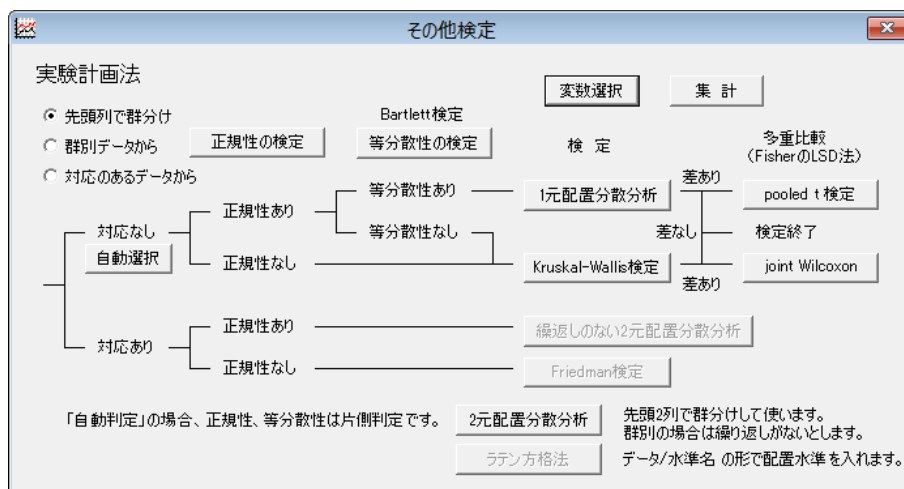 その他検定
実験計画法
変数選択
集 計
先頭列で群分け
Bartlett検定
群別データから
正規性の検定
等分散性の検定
検 定
多重比較
(FisherのLSD法)
対応のあるデータから
等分散性あり
1元配置分散分析
差あり
pooled t 検定
正規性あり
対応なし
等分散性なし
差なし
検定終了
自動選択
正規性なし
Kruskal-Wallis検定
joint Wilcoxon
差あり
正規性あり
繰返しのない2元配置分散分析
対応あり
正規性なし
Friedman検定
「自動判定」の場合、正規性、等分散性は片側判定です。
2元配置分散分析
先頭2列で群分けして使います。
群別の場合は繰り返しがないとします。
ラテン方格法
データ/水準名 の形で配置水準を入れます。